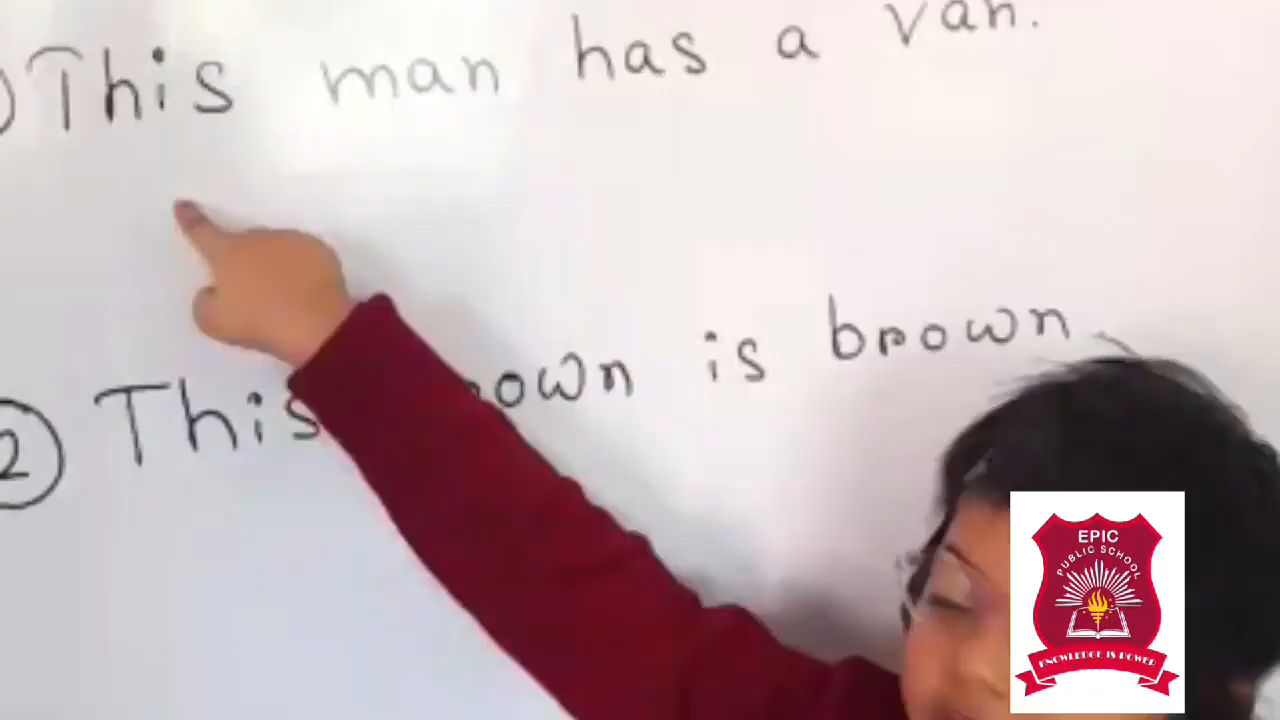 ) This man has a van.
2 This own is brown
EPIC
PUBLIC SCHOOL
KNOWLEDGE IS POWER